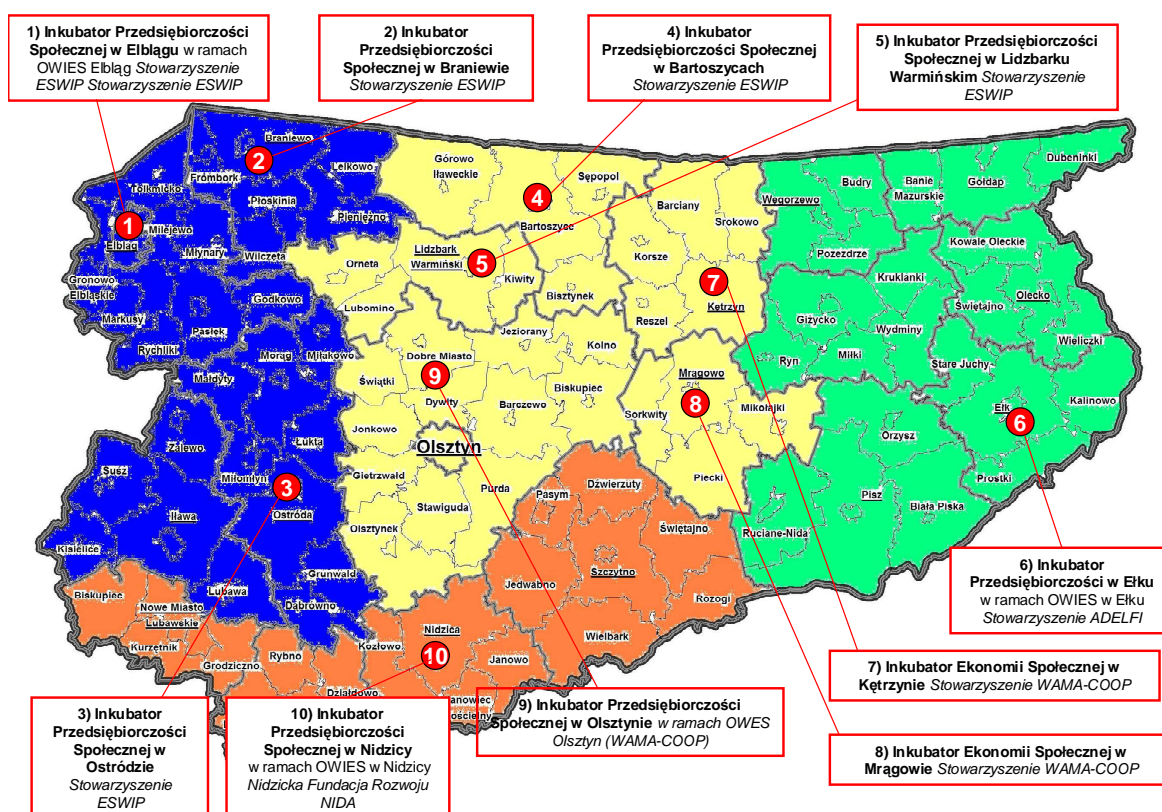 1) Inkubator Przedsiębiorczości
Społecznej w Elblągu w ramach
OWIES Elbląg Stowarzyszenie
ESWIP Stowarzyszenie ESWIP
2) Inkubator
Przedsiębiorczości
Społecznej w Braniewie
Stowarzyszenie ESWIP
4) Inkubator
Przedsiębiorczości Społecznej
w Bartoszycach
Stowarzyszenie ESWIP
5) Inkubator Przedsiębiorczości
Społecznej w Lidzbarku
Warmińskim Stowarzyszenie
ESWIP
Braniewo
2
Frombork
Lelkowo
Tolkmicko
Płoskinia
Pieniężno
1
Milejewo
Elbląg
Młynary
Wilczęta
Gronowo
Elbląskie
Godkowo
Markusy
Pasłęk
Rychliki
Morąg
Miłakowo
Małdyty
Zalewo
Łukta
Susz
Miłomłyn
3
Iława
Ostróda
Kisielice
Grunwald
Lubawa
Dąbrówno
Górowo
Iławeckie
Sępopol
4
Bartoszyce
Barciany
Srokowo
Lidzbark
Warmiński
5
Orneta
Kiwity
Korsze
7
Bisztynek
Kętrzyn
Lubomino
Reszel
Jeziorany
Kolno
Dobre Miasto
9
Świątki
Dywity
Biskupiec
Barczewo
Mrągowo
8
Sorkwity
Mikołajki
Jonkowo
Olsztyn
Gietrzwałd
Purda
Piecki
Stawiguda
Olsztynek
Dubeninki
Budry
Banie
Mazurskie
Gołdap
Węgorzewo
Kowale Oleckie
Pozezdrze
Kruklanki
Świętajno
Olecko
Giżycko
Wydminy
Wieliczki
Ryn
Miłki
Stare Juchy
Ełk
Kalinowo
6
Orzysz
Prostki
Pisz
Biała Piska
Ruciane-Nida
Dźwierzuty
Pasym
Świętajno
Szczytno
Jedwabno
Rozogi
Wielbark
Biskupiec
Nowe Miasto
Lubawskie
Kurzętnik
Grodziczno
Rybno
Kozłowo
Nidzica
10
Janowo
Działdowo
6) Inkubator
Przedsiębiorczości w Ełku
w ramach OWIES w Ełku
Stowarzyszenie ADELFI
7) Inkubator Ekonomii Społecznej w
Kętrzynie Stowarzyszenie WAMA-COOP
8) Inkubator Ekonomii Społecznej w
Mrągowie Stowarzyszenie WAMA-COOP
3) Inkubator
Przedsiębiorczości
Społecznej w
Ostródzie
Stowarzyszenie
ESWIP
10) Inkubator
Przedsiębiorczości
Społecznej w Nidzicy
w ramach OWIES w Nidzicy
Nidzicka Fundacja Rozwoju
NIDA
9) Inkubator Przedsiębiorczości
Społecznej w Olsztynie w ramach OWES
Olsztyn (WAMA-COOP)